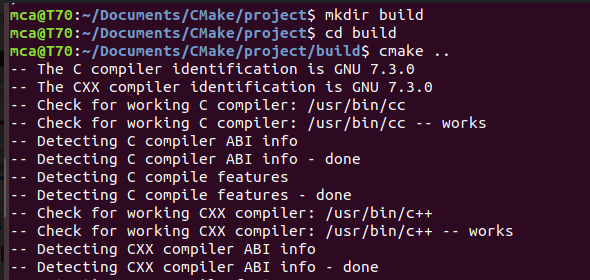 mca@T70:~/Documents/CMake/project$ mkdir build
mca@T70:~/Documents/CMake/project$ cd build
mca@T70:~/Documents/CMake/project/build$ cmake ..
-- The C compiler identification is GNU 7.3.0
-- The CXX compiler identification is GNU 7.3.0
-- Check for working C compiler: /usr/bin/cc
-- Check for working C compiler: /usr/bin/cc -- works
-- Detecting C compiler ABI info
-- Detecting C compiler ABI info - done
-- Detecting C compile features
-- Detecting C compile features - done
-- Check for working CXX compiler: /usr/bin/c++
-- Check for working CXX compiler: /usr/bin/c++ -- works
-- Detecting CXX compiler ABI info
-- Detecting CXX compiler ABI info - done